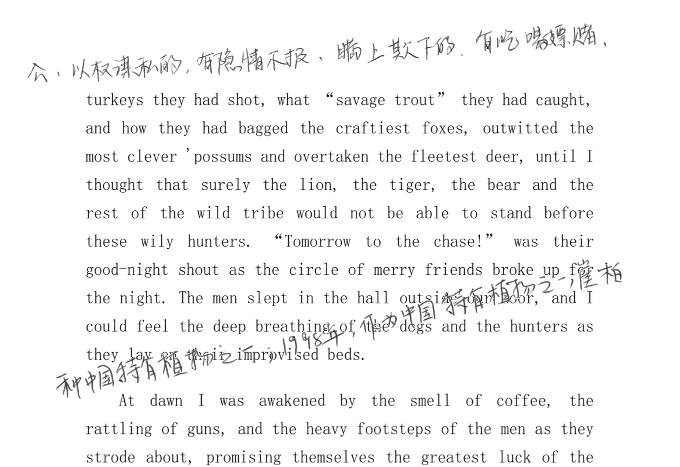 公、以权谋私的,有隐情不报、瞒上欺下的.有吃喝嫖赌,
turkeys they had shot, what “savage trout” they had caught,
and how they had bagged the craftiest foxes, outwitted the
most clever 'possums and overtaken the fleetest deer, until I
thought that surely the lion, the tiger, the bear and the
rest of the wild tribe would not be able to stand before
these wily hunters. “Tomorrow to the chase!” was their
good-night shout as the circle of merry friends broke up for
the night. The men slept in the hall outside our door, and I
could feel the deep breathing of the dogs and the hunters as
they lay on their improvised beds.
种中国特有植物之一;1998年,作为中国特有植物之一,崖柏
At dawn I was awakened by the smell of coffee, the
rattling of guns, and the heavy footsteps of the men as they
strode about, promising themselves the greatest luck of the